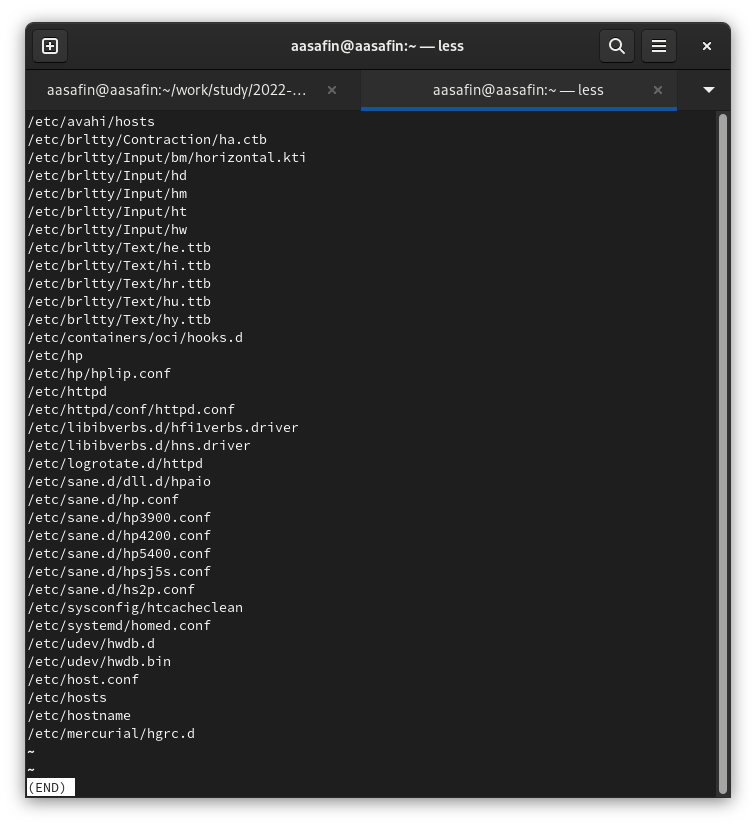 aasafin@aasafin:~ — less
aasafin@aasafin:~/work/study/2022-...
aasafin@aasafin:~ — less
/etc/avahi/hosts
/etc/brltty/Contraction/ha.ctb
/etc/brltty/Input/bm/horizontal.kti
/etc/brltty/Input/hd
/etc/brltty/Input/hm
/etc/brltty/Input/ht
/etc/brltty/Input/hw
/etc/brltty/Text/he.ttb
/etc/brltty/Text/hi.ttb
/etc/brltty/Text/hr.ttb
/etc/brltty/Text/hu.ttb
/etc/brltty/Text/hy.ttb
/etc/containers/oci/hooks.d
/etc/hp
/etc/hp/hplip.conf
/etc/httpd
/etc/httpd/conf/httpd.conf
/etc/libibverbs.d/hfi1verbs.driver
/etc/libibverbs.d/hns.driver
/etc/logrotate.d/httpd
/etc/sane.d/dll.d/hpaio
/etc/sane.d/hp.conf
/etc/sane.d/hp3900.conf
/etc/sane.d/hp4200.conf
/etc/sane.d/hp5400.conf
/etc/sane.d/hpsj5s.conf
/etc/sane.d/hs2p.conf
/etc/sysconfig/htcacheclean
/etc/systemd/homed.conf
/etc/udev/hwdb.d
/etc/udev/hwdb.bin
/etc/host.conf
/etc/hosts
/etc/hostname
/etc/mercurial/hgrc.d
~
~
(END)